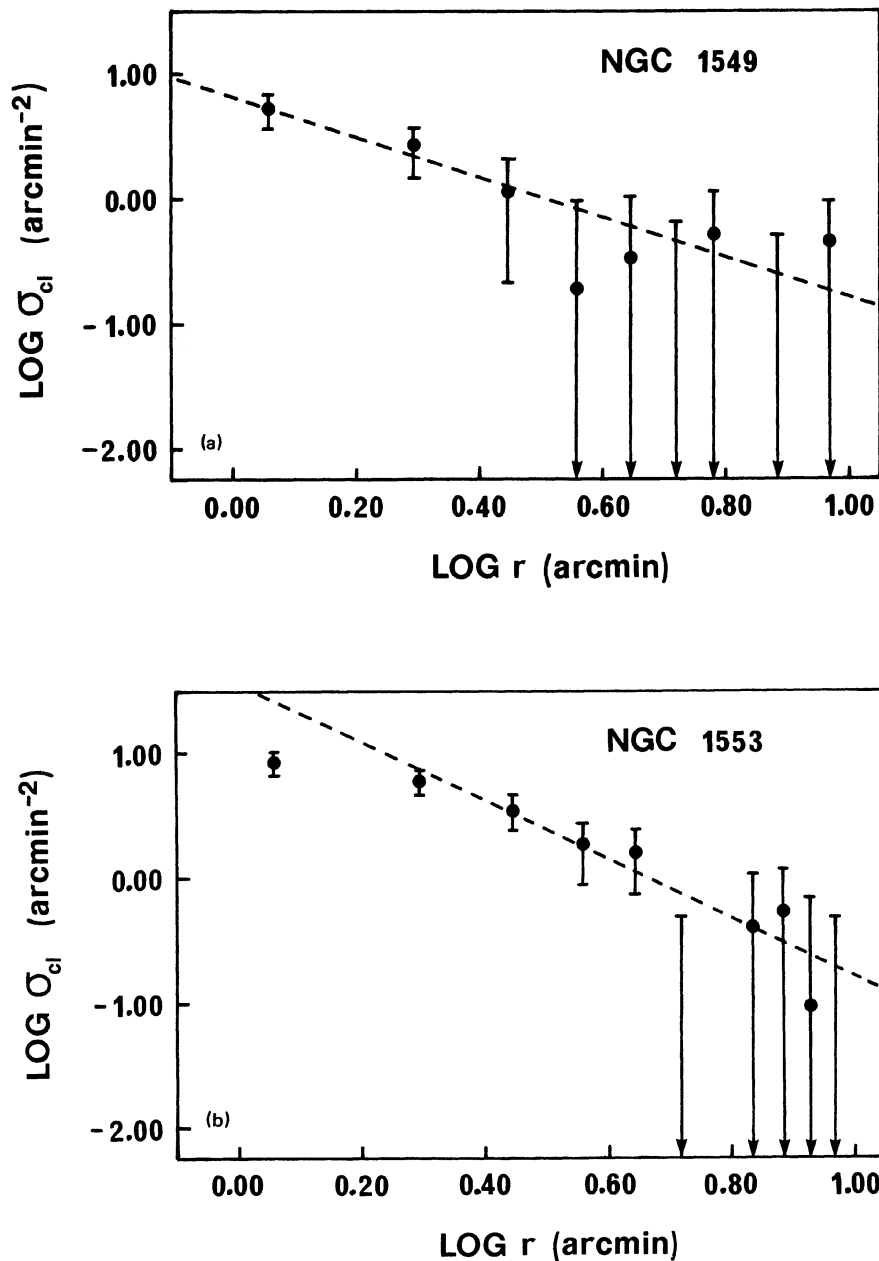 NGC 1549
1.00
0.00
-1.00
-2.00
LOG σcl (arcmin⁻²)
(a)
0.00 0.20 0.40 0.60 0.80 1.00
LOG r (arcmin)
NGC 1553
1.00
0.00
-1.00
-2.00
LOG σcl (arcmin⁻²)
(b)
0.00 0.20 0.40 0.60 0.80 1.00
LOG r (arcmin)